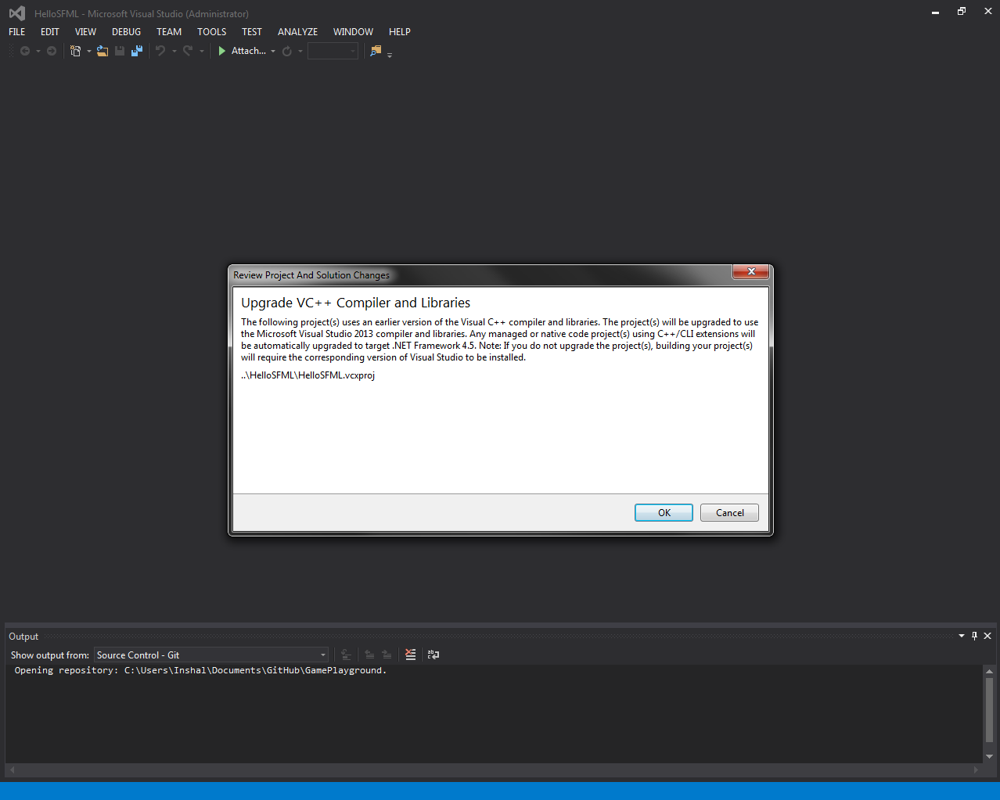 HelloSFML - Microsoft Visual Studio (Administrator)
FILE EDIT VIEW DEBUG TEAM TOOLS TEST ANALYZE WINDOW HELP
Attach...
Review Project And Solution Changes
Upgrade VC++ Compiler and Libraries
The following project(s) uses an earlier version of the Visual C++ compiler and libraries. The project(s) will be upgraded to use
the Microsoft Visual Studio 2013 compiler and libraries. Any managed or native code project(s) using C++/CLI extensions will
be automatically upgraded to target .NET Framework 4.5. Note: If you do not upgrade the project(s), building your project(s)
will require the corresponding version of Visual Studio to be installed.
..\HelloSFML\HelloSFML.vcxproj
OK Cancel
Output
Show output from: Source Control - Git
Opening repository: C:\Users\Inshal\Documents\GitHub\GamePlayground.